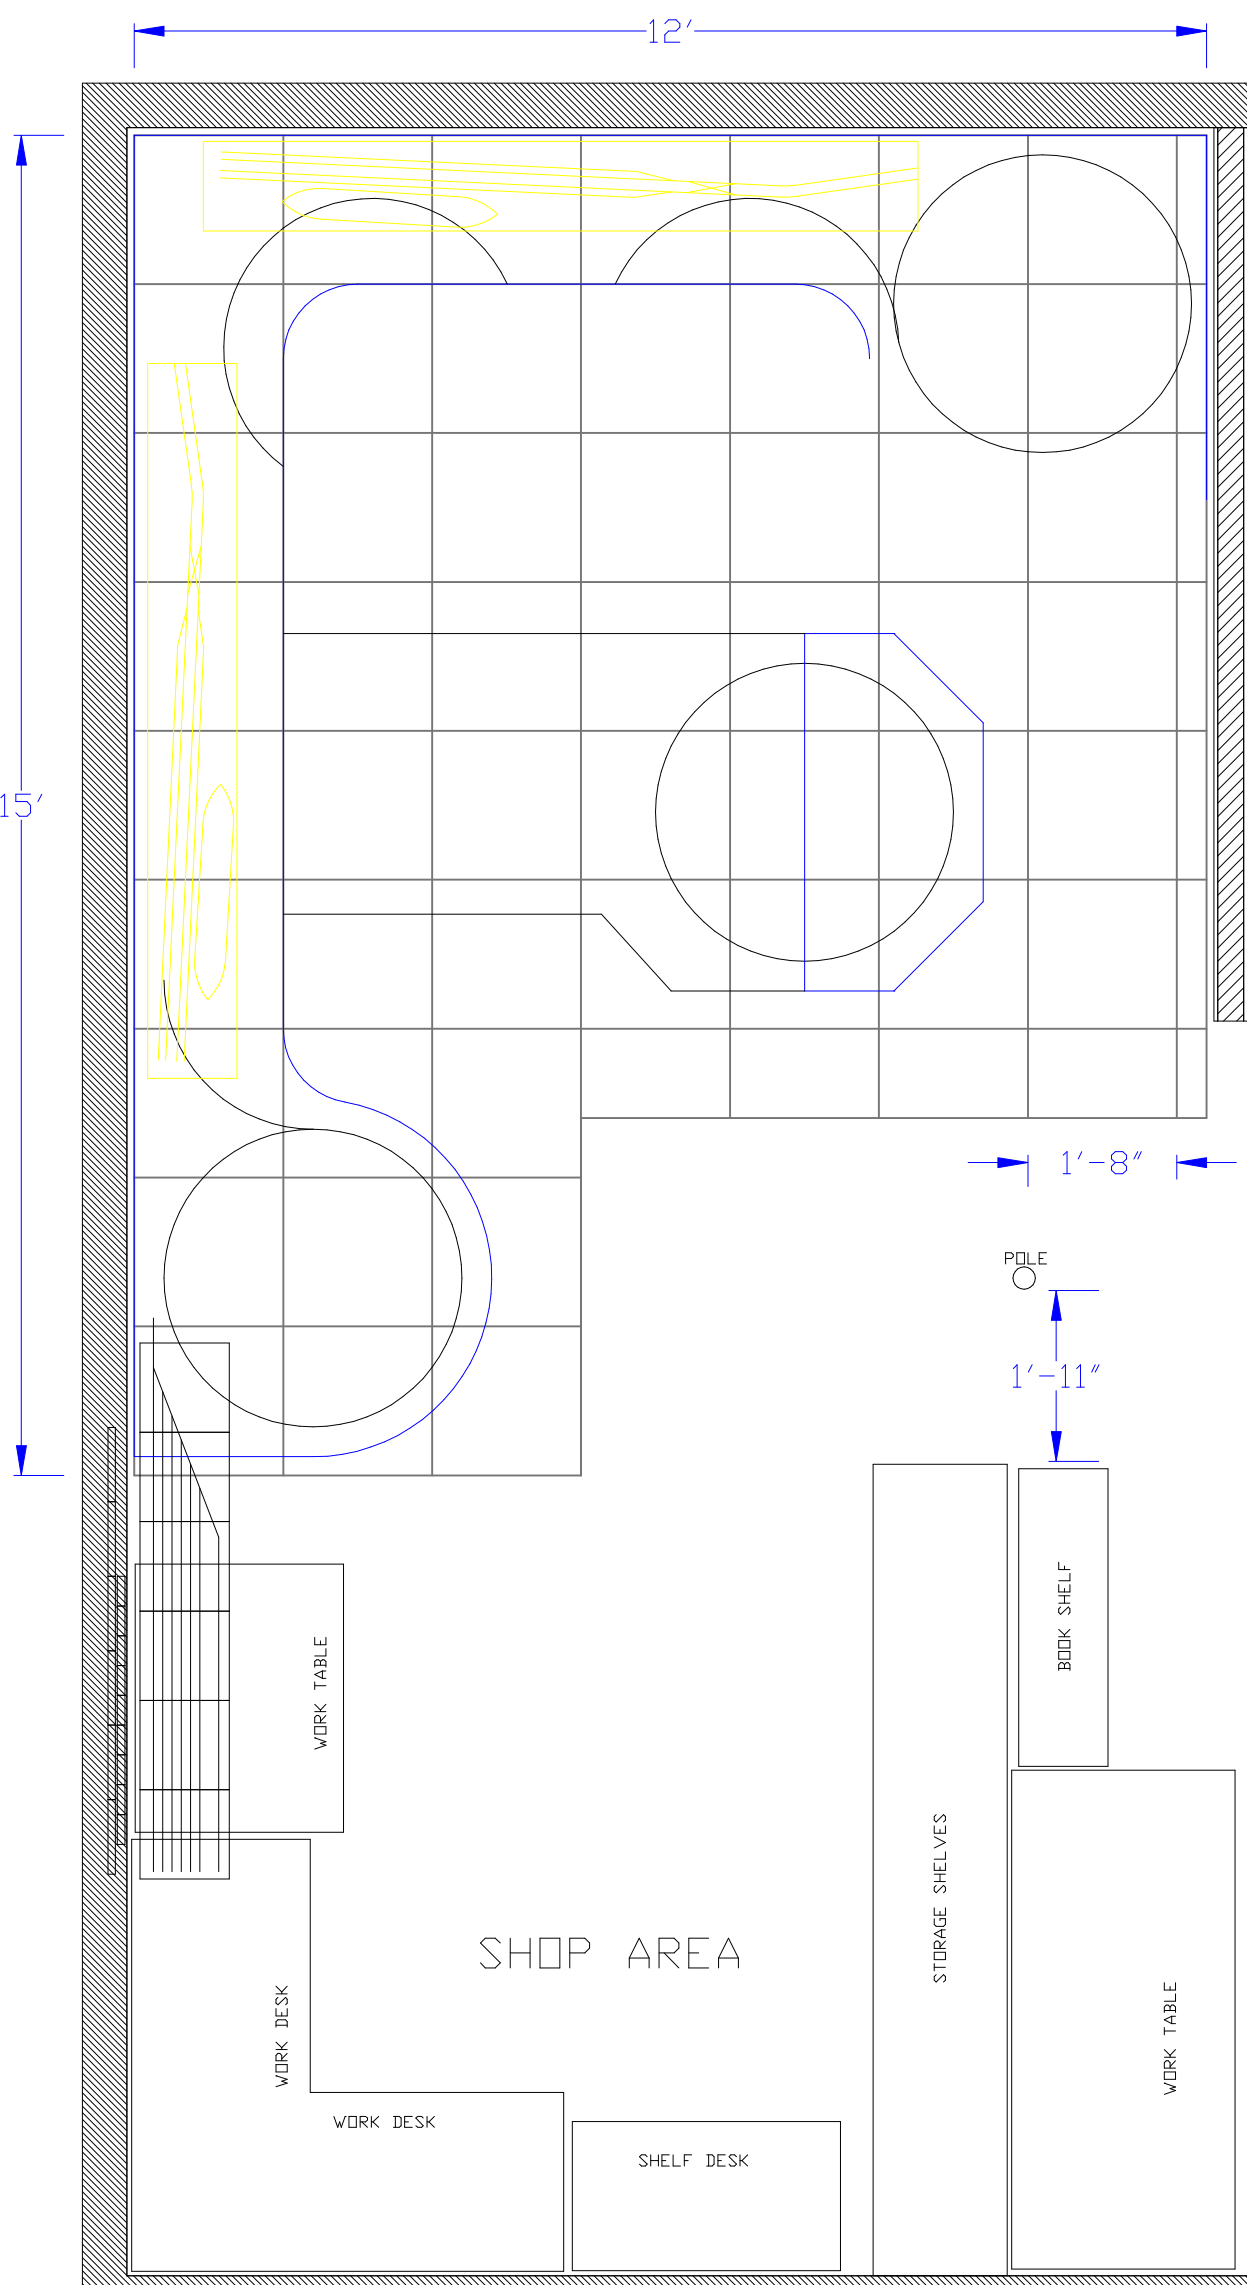 12'
15'
1'-8"
POLE
1'-11"
BOOK SHELF
WORK TABLE
STORAGE SHELVES
SHOP AREA
WORK DESK
WORK TABLE
WORK DESK
SHELF DESK